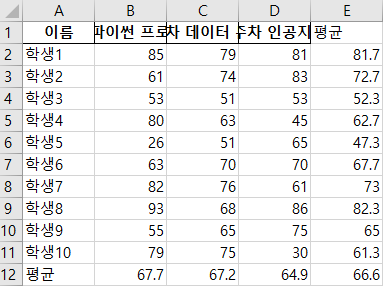 A B C D E
1 이름 파이썬 프로 차 데이터 주차 인공지 평균
2 학생1 85 79 81 81.7
3 학생2 61 74 83 72.7
4 학생3 53 51 53 52.3
5 학생4 80 63 45 62.7
6 학생5 26 51 65 47.3
7 학생6 63 70 70 67.7
8 학생7 82 76 61 73
9 학생8 93 68 86 82.3
10 학생9 55 65 75 65
11 학생10 79 75 30 61.3
12 평균 67.7 67.2 64.9 66.6